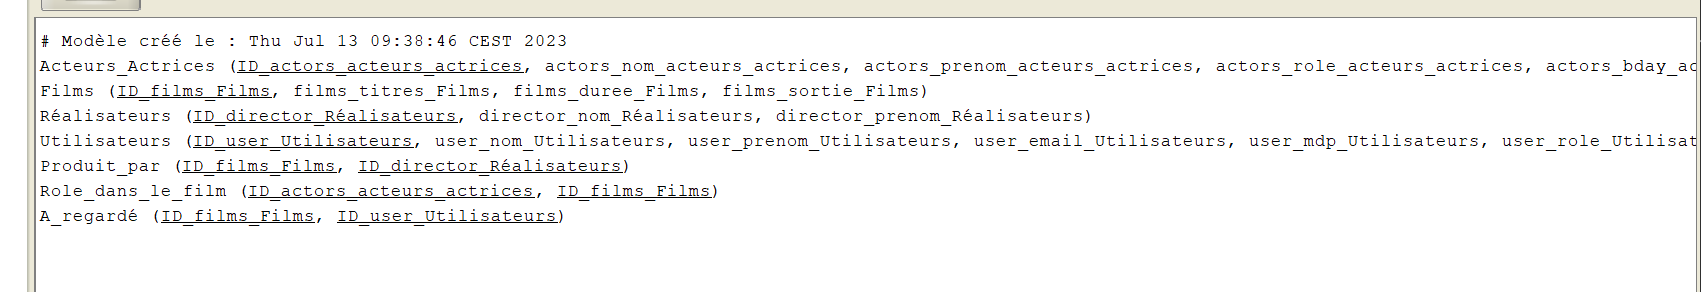 # Modèle créé le : Thu Jul 13 09:38:46 CEST 2023
Acteurs_Actrices (ID_actors_acteurs_actrices, actors_nom_acteurs_actrices, actors_prenom_acteurs_actrices, actors_role_acteurs_actrices, actors_bday_ac
Films (ID_films_Films, films_titres_Films, films_duree_Films, films_sortie_Films)
Réalisateurs (ID_director_Réalisateurs, director_nom_Réalisateurs, director_prenom_Réalisateurs)
Utilisateurs (ID_user_Utilisateurs, user_nom_Utilisateurs, user_prenom_Utilisateurs, user_email_Utilisateurs, user_mdp_Utilisateurs, user_role_Utilisat
Produit_par (ID_films_Films, ID_director_Réalisateurs)
Role_dans_le_film (ID_actors_acteurs_actrices, ID_films_Films)
A_regardé (ID_films_Films, ID_user_Utilisateurs)